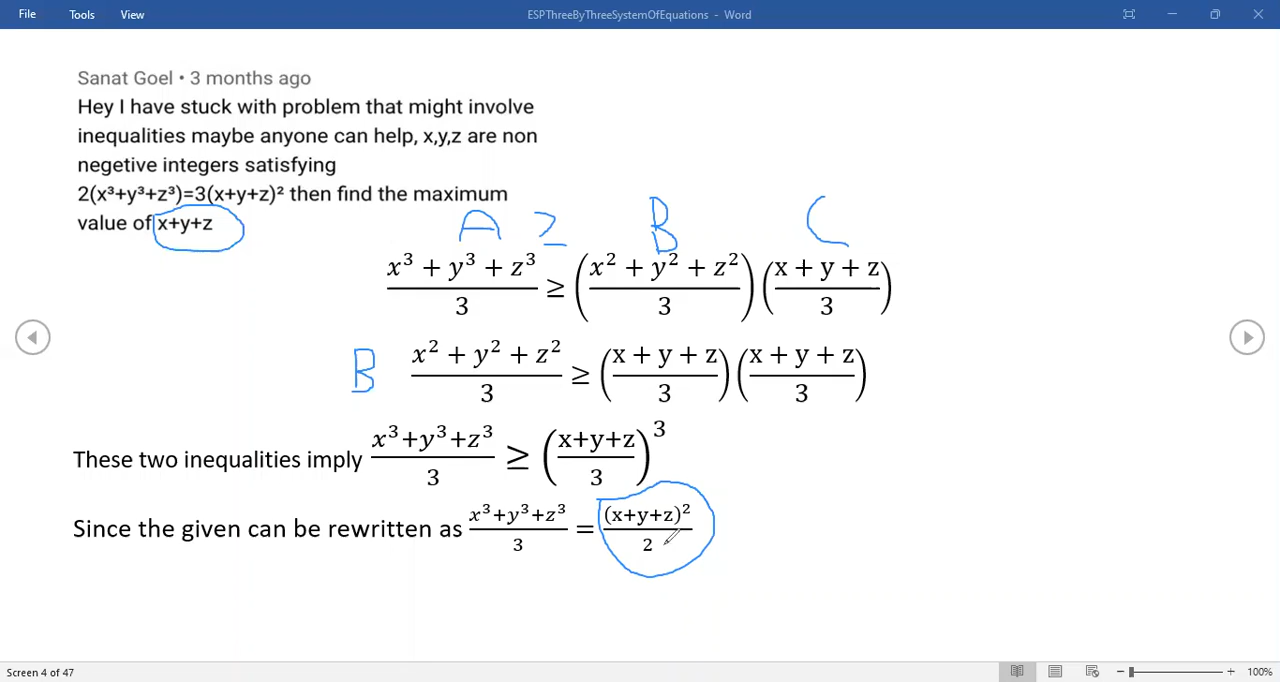 File Tools View ESPThreeByThreeSystemOfEquations - Word
Sanat Goel • 3 months ago
Hey I have stuck with problem that might involve
inequalities maybe anyone can help, x,y,z are non
negetive integers satisfying
2(x³+y³+z³)=3(x+y+z)² then find the maximum
value of x+y+z
A ≥ B C
(x³ + y³ + z³)/3 ≥ ((x² + y² + z²)/3)((x + y + z)/3)
B (x² + y² + z²)/3 ≥ ((x + y + z)/3)((x + y + z)/3)
These two inequalities imply (x³+y³+z³)/3 ≥ ((x+y+z)/3)³
Since the given can be rewritten as (x³+y³+z³)/3 = (x+y+z)²/2
Screen 4 of 47 100%